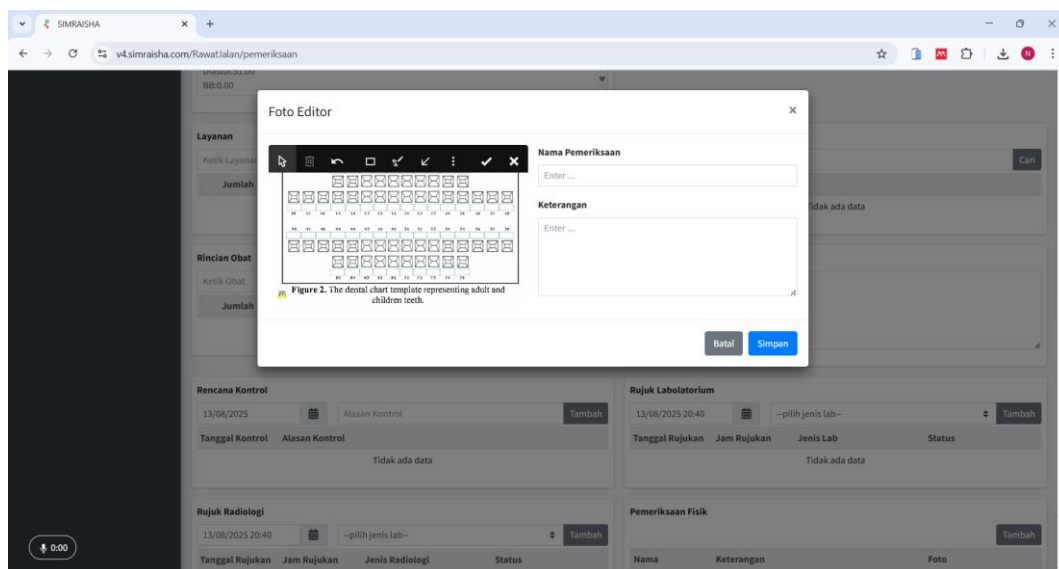 SIMRAISHA
v4.simraisha.com/RawatJalan/pemeriksaan
N
BB:0.00
Foto Editor
Layanan
Ketik Layanan
Cari
Jumlah
Tidak ada data
Nama Pemeriksaan
Enter ...
Keterangan
Enter ...
Figure 2. The dental chart template representing adult and
children teeth.
Rincian Obat
Ketik Obat
Jumlah
Batal
Simpan
Rencana Kontrol
13/08/2025
Alasan Kontrol
Tambah
Tanggal Kontrol Alasan Kontrol
Tidak ada data
Rujuk Labolatorium
13/08/2025 20:40
--pilih jenis lab--
Tambah
Tanggal Rujukan Jam Rujukan Jenis Lab Status
Tidak ada data
Rujuk Radiologi
13/08/2025 20:40
--pilih jenis lab--
Tambah
Tanggal Rujukan Jam Rujukan Jenis Radiologi Status
Pemeriksaan Fisik
Tambah
Nama Keterangan Foto
0:00